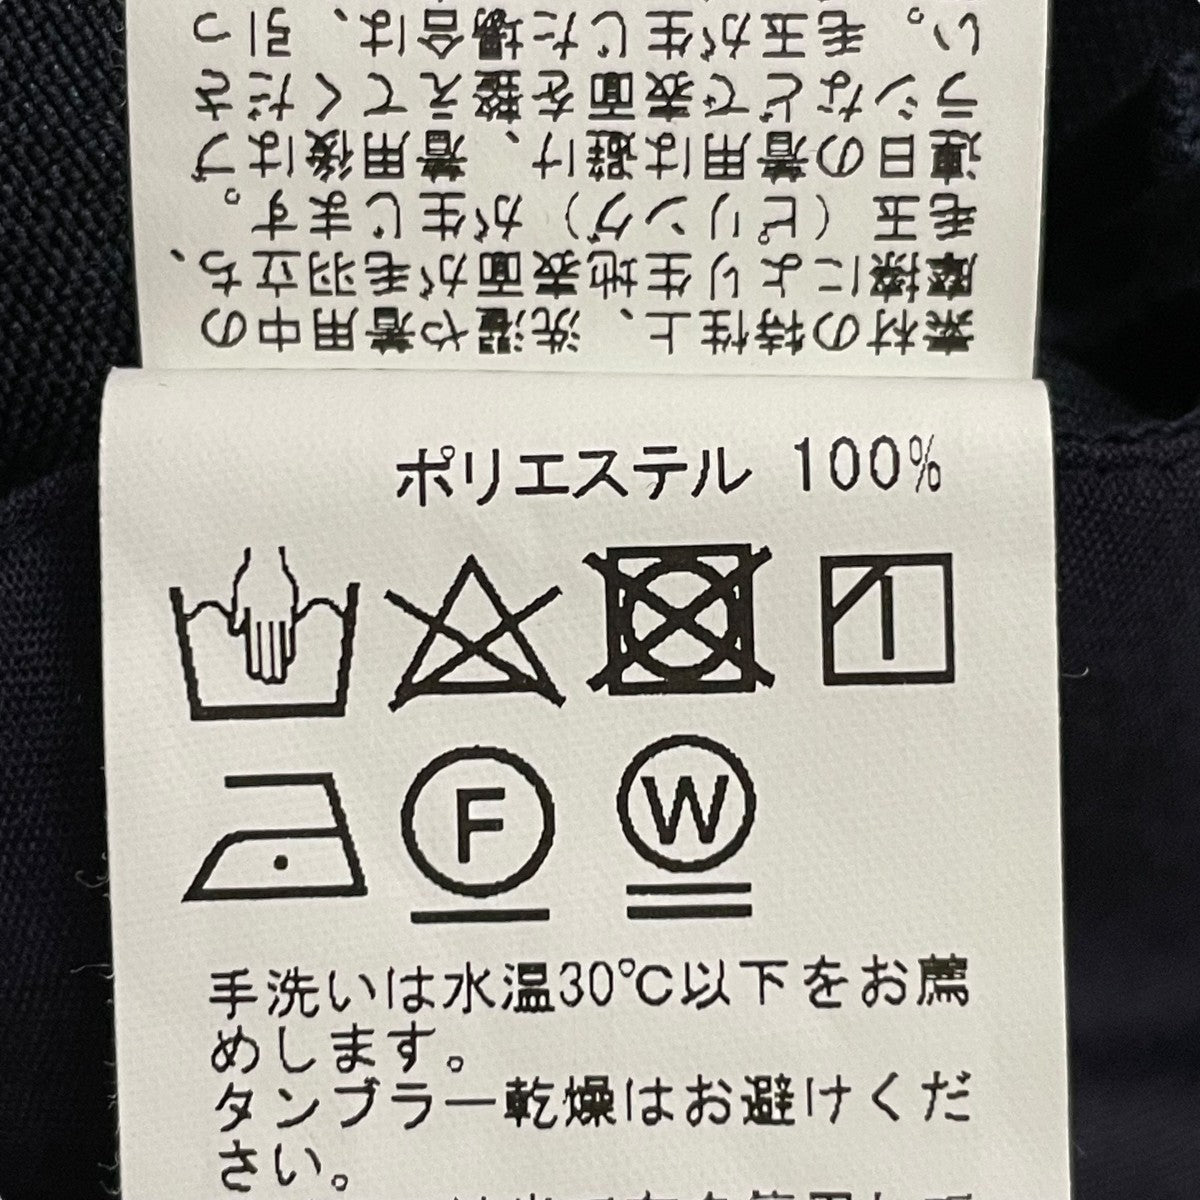 素材の特性上、洗濯や着用中の
摩擦により生地表面が毛羽立ち、
毛玉（ピリング）が生じます。
連日の着用は避け、着用後はブ
ラシなどで表面を整えてくださ
い。毛玉が生じた場合は、引っ
ポリエステル 100%
F
W
手洗いは水温30℃以下をお薦
めします。
タンブラー乾燥はお避けくだ
さい。